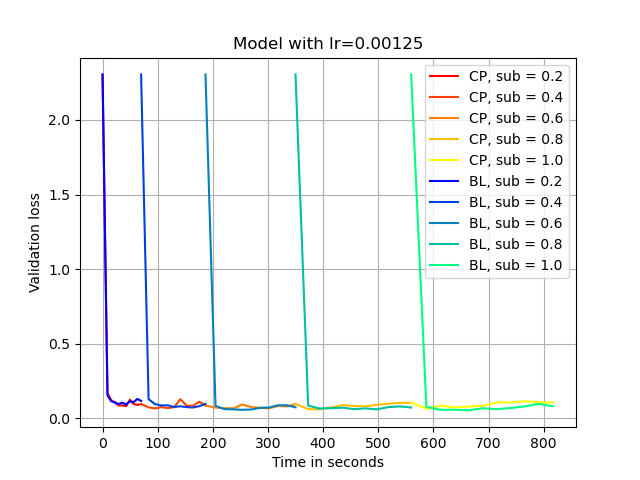 Model with lr=0.00125
CP, sub = 0.2
CP, sub = 0.4
CP, sub = 0.6
CP, sub = 0.8
CP, sub = 1.0
BL, sub = 0.2
BL, sub = 0.4
BL, sub = 0.6
BL, sub = 0.8
BL, sub = 1.0
Validation loss
2.0
1.5
1.0
0.5
0.0
0 100 200 300 400 500 600 700 800
Time in seconds